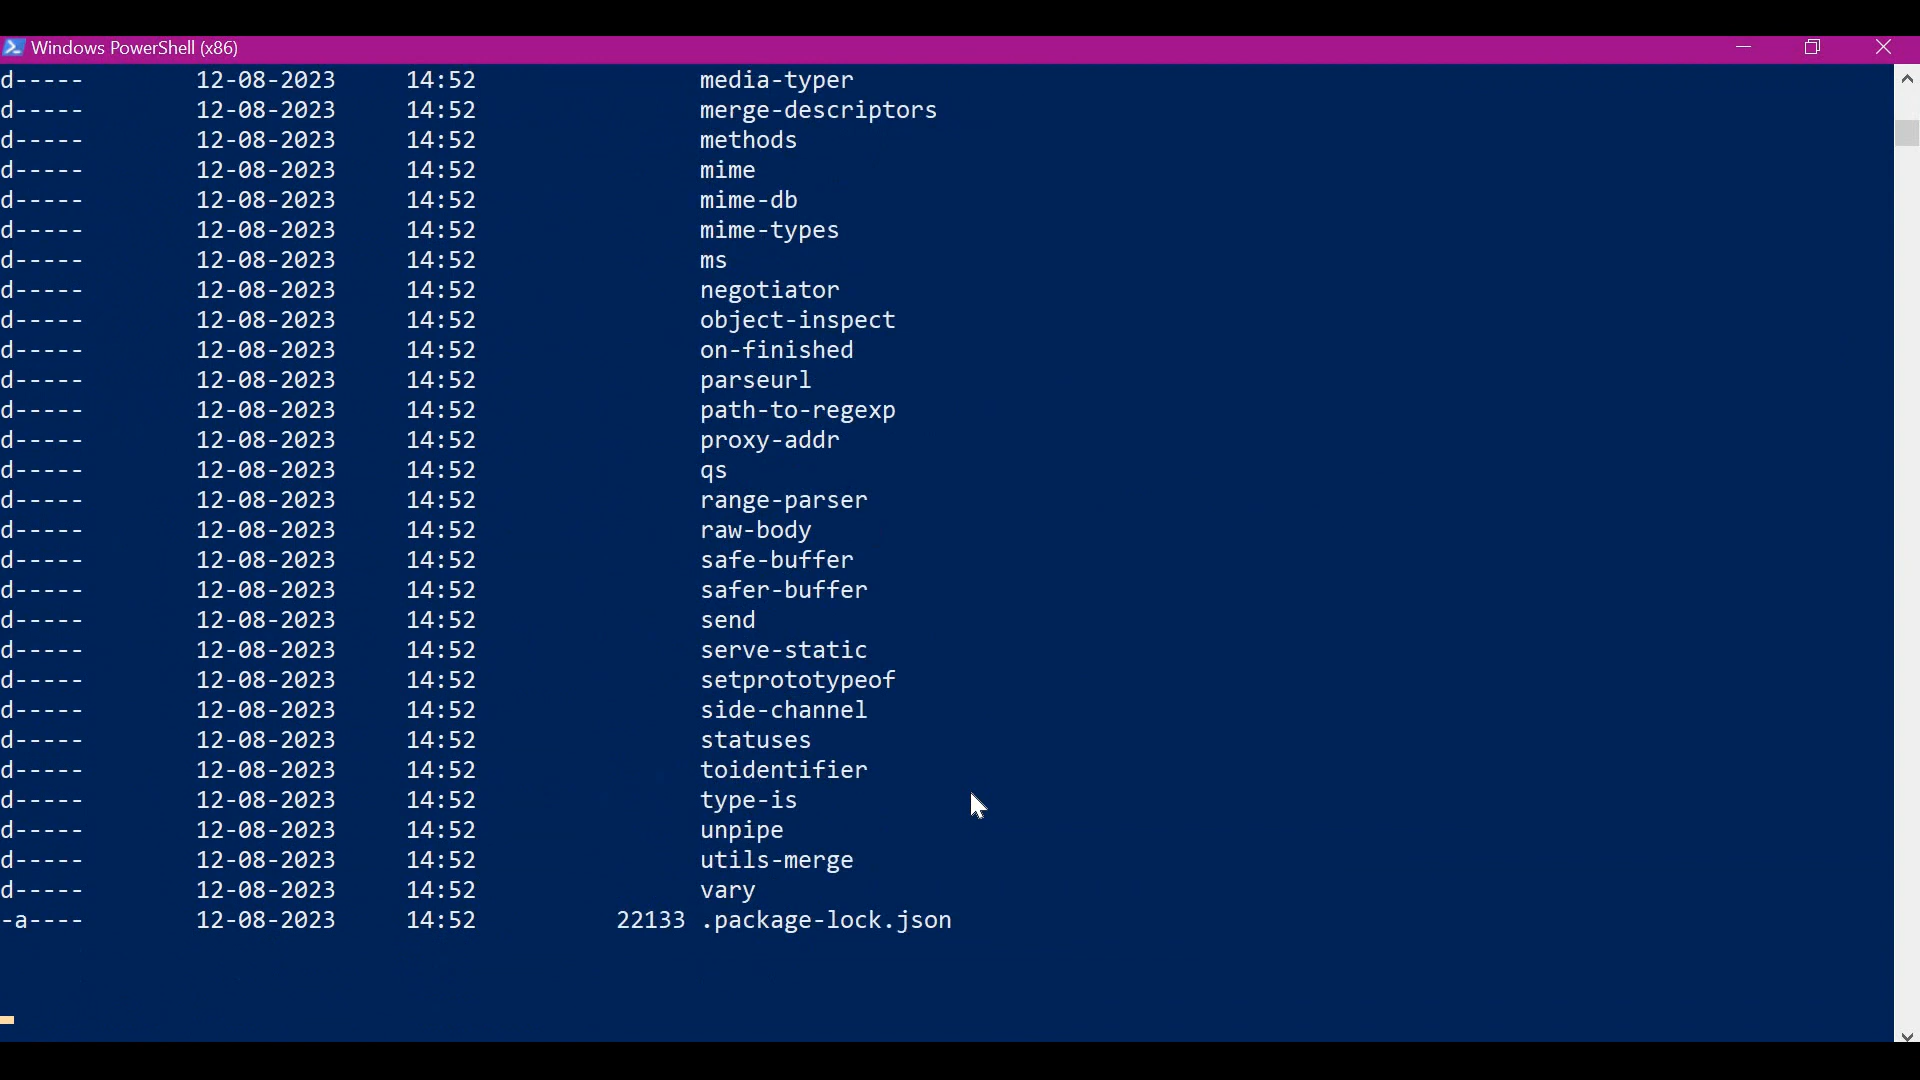 Windows PowerShell (x86)
d----- 12-08-2023 14:52 media-typer
d----- 12-08-2023 14:52 merge-descriptors
d----- 12-08-2023 14:52 methods
d----- 12-08-2023 14:52 mime
d----- 12-08-2023 14:52 mime-db
d----- 12-08-2023 14:52 mime-types
d----- 12-08-2023 14:52 ms
d----- 12-08-2023 14:52 negotiator
d----- 12-08-2023 14:52 object-inspect
d----- 12-08-2023 14:52 on-finished
d----- 12-08-2023 14:52 parseurl
d----- 12-08-2023 14:52 path-to-regexp
d----- 12-08-2023 14:52 proxy-addr
d----- 12-08-2023 14:52 qs
d----- 12-08-2023 14:52 range-parser
d----- 12-08-2023 14:52 raw-body
d----- 12-08-2023 14:52 safe-buffer
d----- 12-08-2023 14:52 safer-buffer
d----- 12-08-2023 14:52 send
d----- 12-08-2023 14:52 serve-static
d----- 12-08-2023 14:52 setprototypeof
d----- 12-08-2023 14:52 side-channel
d----- 12-08-2023 14:52 statuses
d----- 12-08-2023 14:52 toidentifier
d----- 12-08-2023 14:52 type-is
d----- 12-08-2023 14:52 unpipe
d----- 12-08-2023 14:52 utils-merge
d----- 12-08-2023 14:52 vary
-a---- 12-08-2023 14:52 22133 .package-lock.json